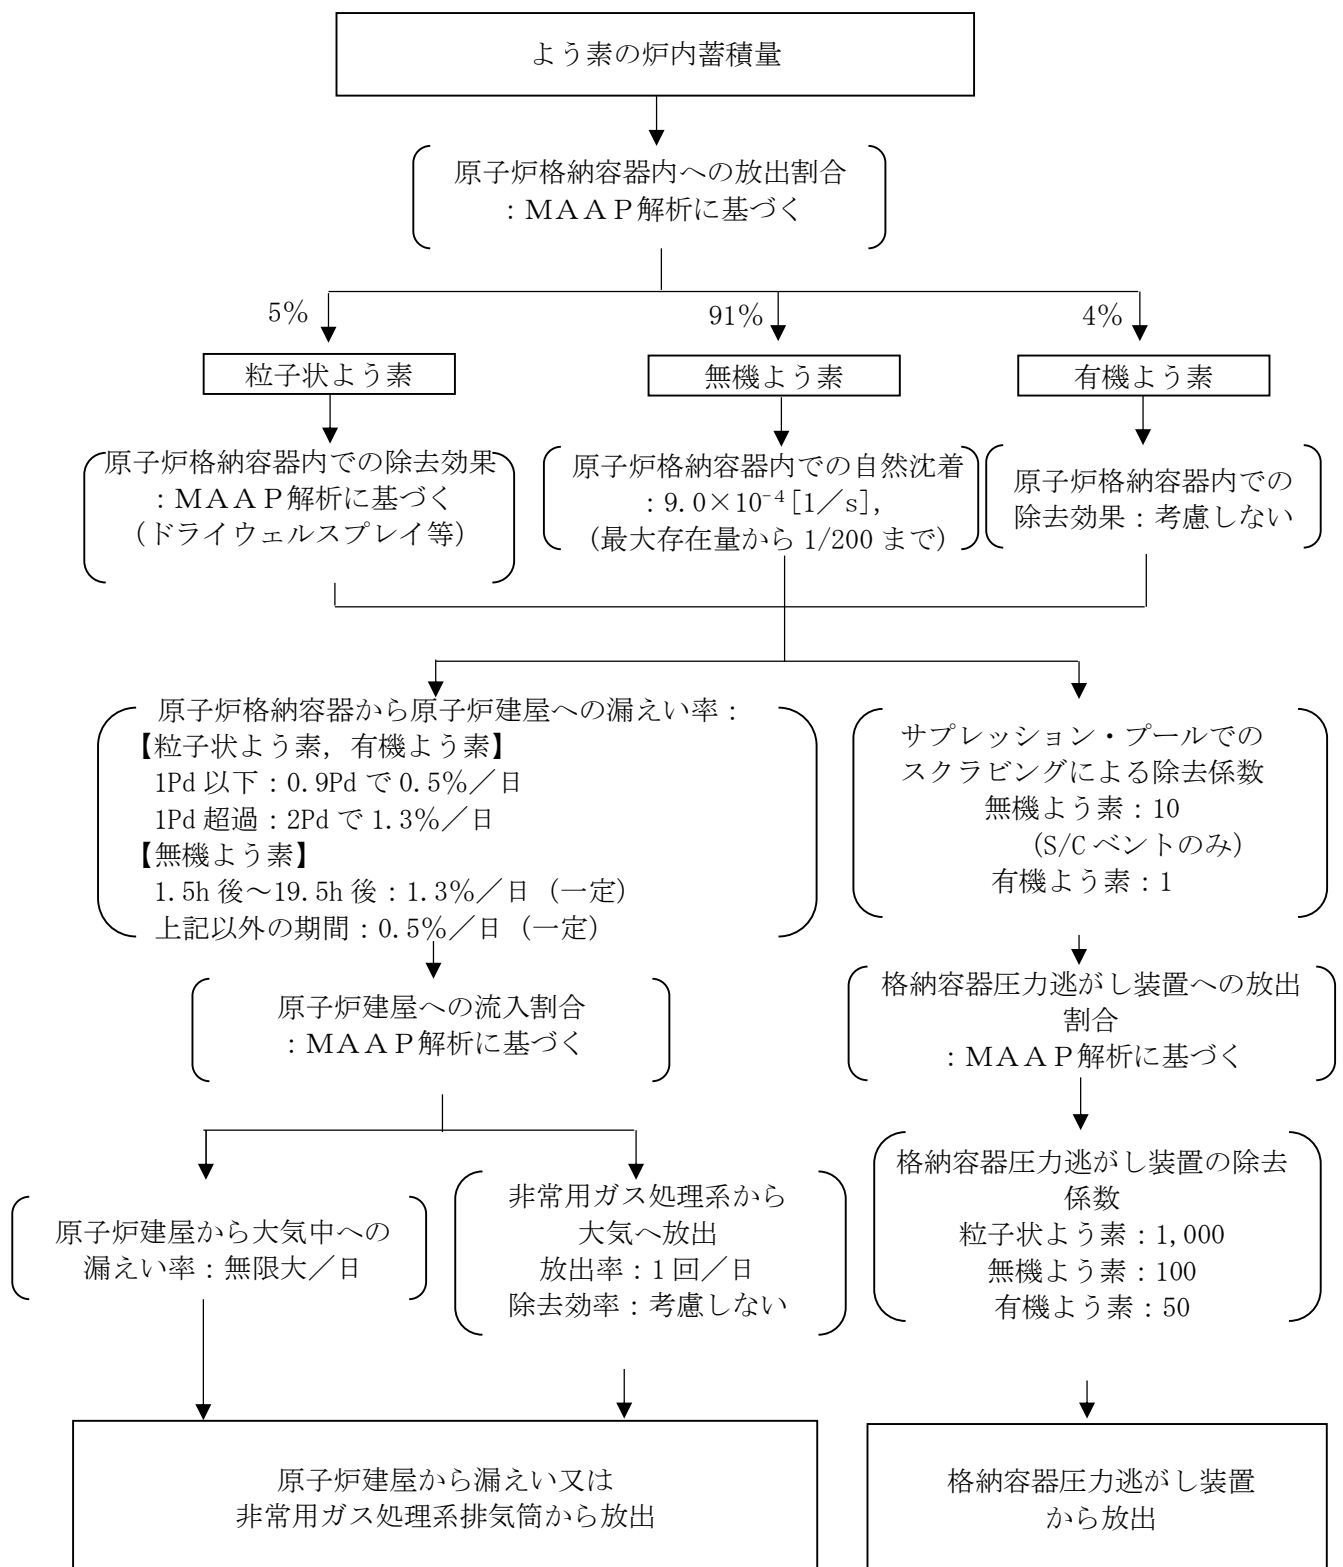 よう素の炉内蓄積量
原子炉格納容器内への放出割合
：ＭＡＡＰ解析に基づく
5％
91％
4％
粒子状よう素
無機よう素
有機よう素
原子炉格納容器内での除去効果
：ＭＡＡＰ解析に基づく
（ドライウェルスプレイ等）
原子炉格納容器内での自然沈着
：9.0×10⁻⁴[1／s],
（最大存在量から 1/200 まで）
原子炉格納容器内での
除去効果：考慮しない
原子炉格納容器から原子炉建屋への漏えい率：
【粒子状よう素，有機よう素】
1Pd 以下：0.9Pd で 0.5％／日
1Pd 超過：2Pd で 1.3％／日
【無機よう素】
1.5h 後～19.5h 後：1.3％／日（一定）
上記以外の期間：0.5％／日（一定）
サプレッション・プールでの
スクラビングによる除去係数
無機よう素：10
（S/C ベントのみ）
有機よう素：1
原子炉建屋への流入割合
：ＭＡＡＰ解析に基づく
格納容器圧力逃がし装置への放出
割合
：ＭＡＡＰ解析に基づく
原子炉建屋から大気中への
漏えい率：無限大／日
非常用ガス処理系から
大気へ放出
放出率：1 回／日
除去効率：考慮しない
格納容器圧力逃がし装置の除去
係数
粒子状よう素：1,000
無機よう素：100
有機よう素：50
原子炉建屋から漏えい又は
非常用ガス処理系排気筒から放出
格納容器圧力逃がし装置
から放出